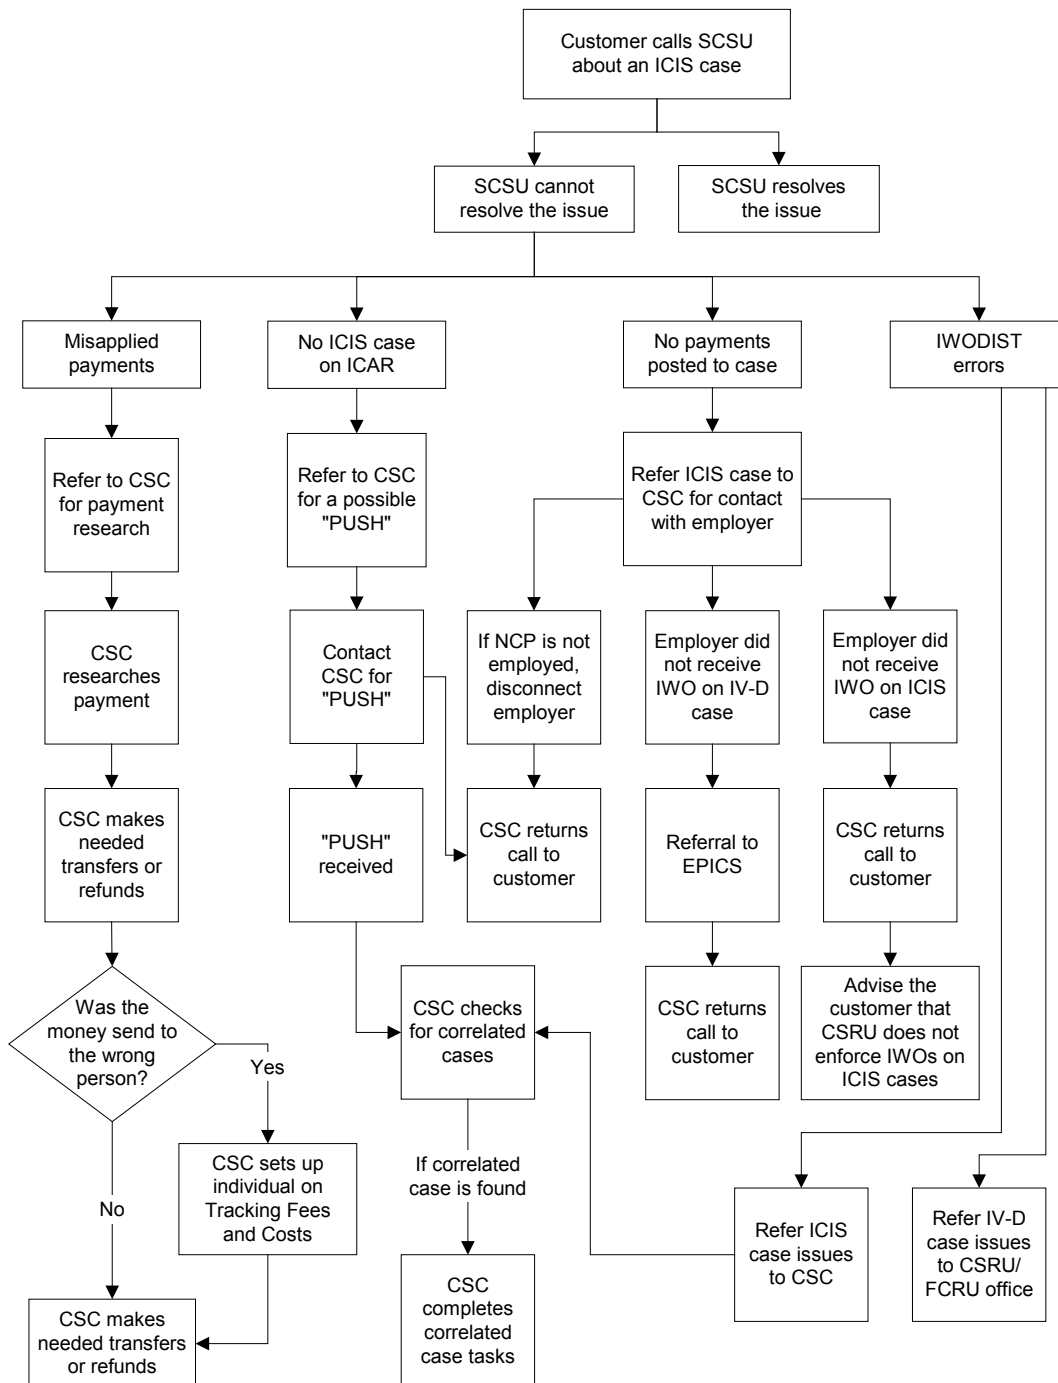 Customer calls SCSU
about an ICIS case
SCSU cannot
resolve the issue
SCSU resolves
the issue
Misapplied
payments
No ICIS case
on ICAR
No payments
posted to case
IWODIST
errors
Refer to CSC
for payment
research
Refer to CSC
for a possible
"PUSH"
Refer ICIS case to
CSC for contact
with employer
CSC
researches
payment
Contact
CSC for
"PUSH"
If NCP is not
employed,
disconnect
employer
Employer did
not receive
IWO on IV-D
case
Employer did
not receive
IWO on ICIS
case
CSC makes
needed
transfers or
refunds
"PUSH"
received
CSC returns
call to
customer
Referral to
EPICS
CSC returns
call to
customer
Was the
money send to
the wrong
person?
Yes
CSC checks
for correlated
cases
CSC returns
call to
customer
Advise the
customer that
CSRU does not
enforce IWOs on
ICIS cases
No
CSC sets up
individual on
Tracking Fees
and Costs
If correlated
case is found
Refer ICIS
case issues
to CSC
Refer IV-D
case issues
to CSRU/
FCRU office
CSC makes
needed transfers
or refunds
CSC
completes
correlated
case tasks